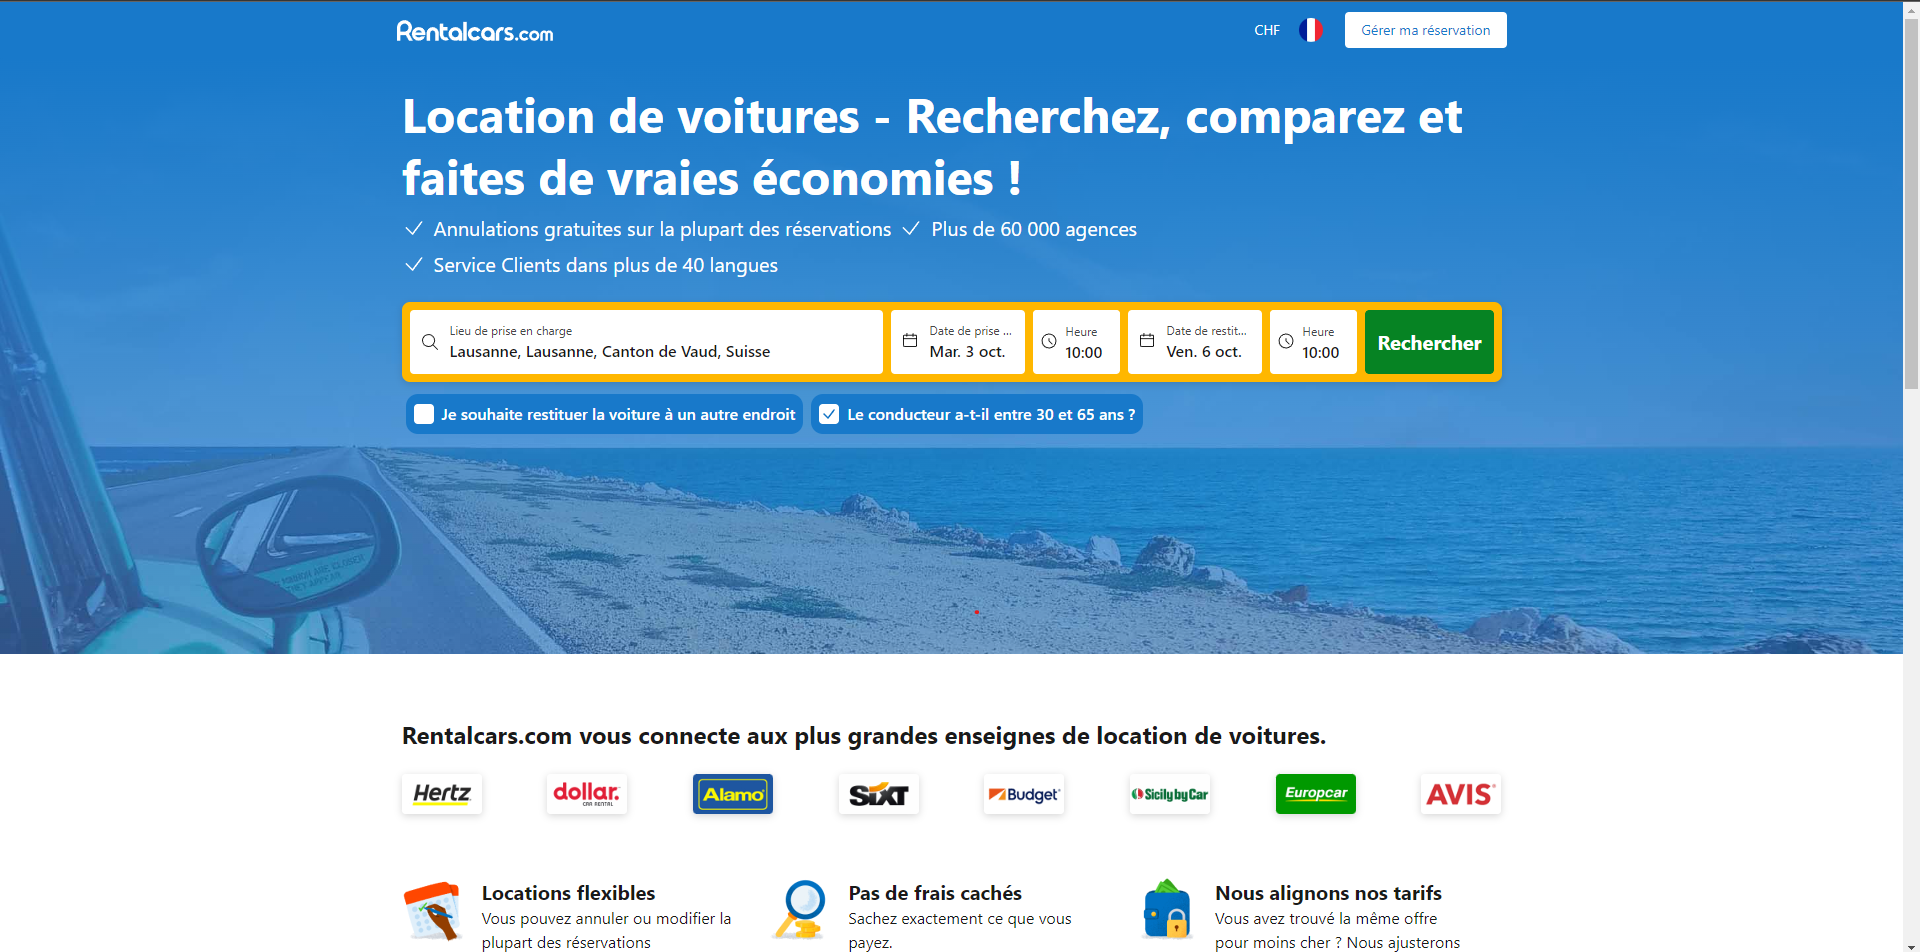 Rentalcars.com
CHF
Gérer ma réservation
Location de voitures - Recherchez, comparez et
faites de vraies économies !
Annulations gratuites sur la plupart des réservations
Plus de 60 000 agences
Service Clients dans plus de 40 langues
Lieu de prise en charge
Lausanne, Lausanne, Canton de Vaud, Suisse
Date de prise ...
Mar. 3 oct.
Heure
10:00
Date de restit...
Ven. 6 oct.
Heure
10:00
Rechercher
Je souhaite restituer la voiture à un autre endroit
Le conducteur a-t-il entre 30 et 65 ans ?
Rentalcars.com vous connecte aux plus grandes enseignes de location de voitures.
Hertz
dollar.
CAR RENTAL
Alamo
SIXT
Budget
Sicily by Car
Europcar
AVIS
Locations flexibles
Vous pouvez annuler ou modifier la
plupart des réservations
Pas de frais cachés
Sachez exactement ce que vous
payez.
Nous alignons nos tarifs
Vous avez trouvé la même offre
pour moins cher ? Nous ajusterons